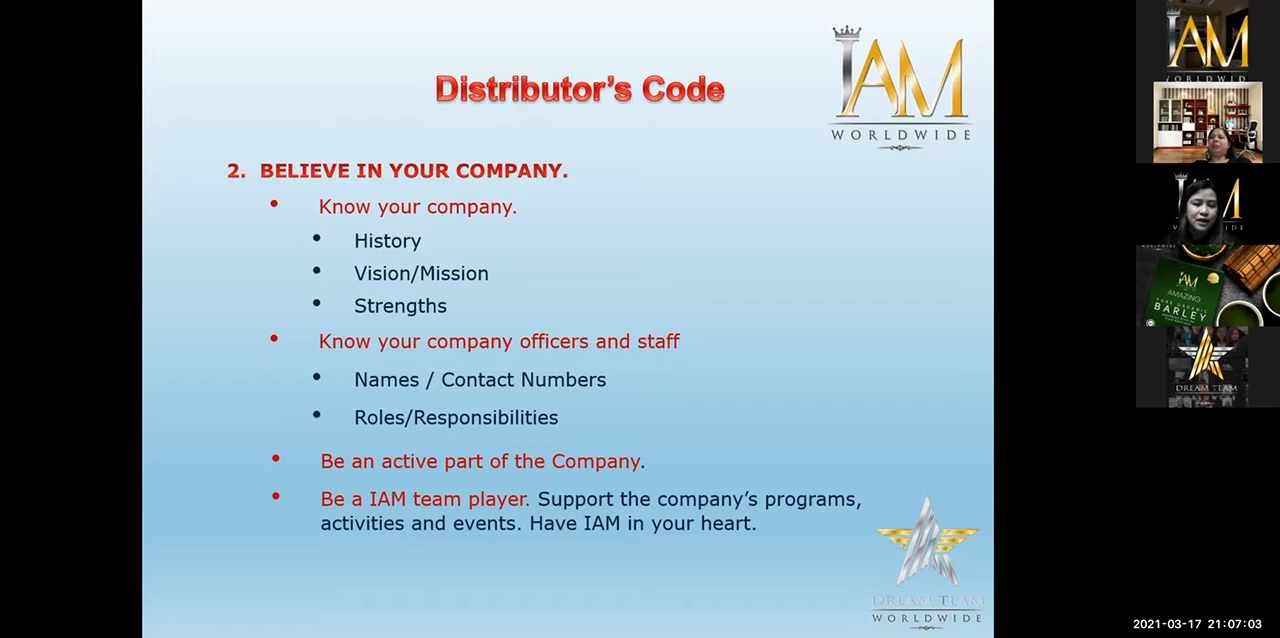 Distributor's Code
IAM
WORLDWIDE
2. BELIEVE IN YOUR COMPANY.
• Know your company.
• History
• Vision/Mission
• Strengths
• Know your company officers and staff
• Names / Contact Numbers
• Roles/Responsibilities
• Be an active part of the Company.
• Be a IAM team player. Support the company's programs,
activities and events. Have IAM in your heart.
DREAM TEAM
WORLDWIDE
IAM
WORLDWID
IAM
AMAZING
PURE ORGANIC
BARLEY
DREAM TEAM
WORLDWIDE
2021-03-17 21:07:03